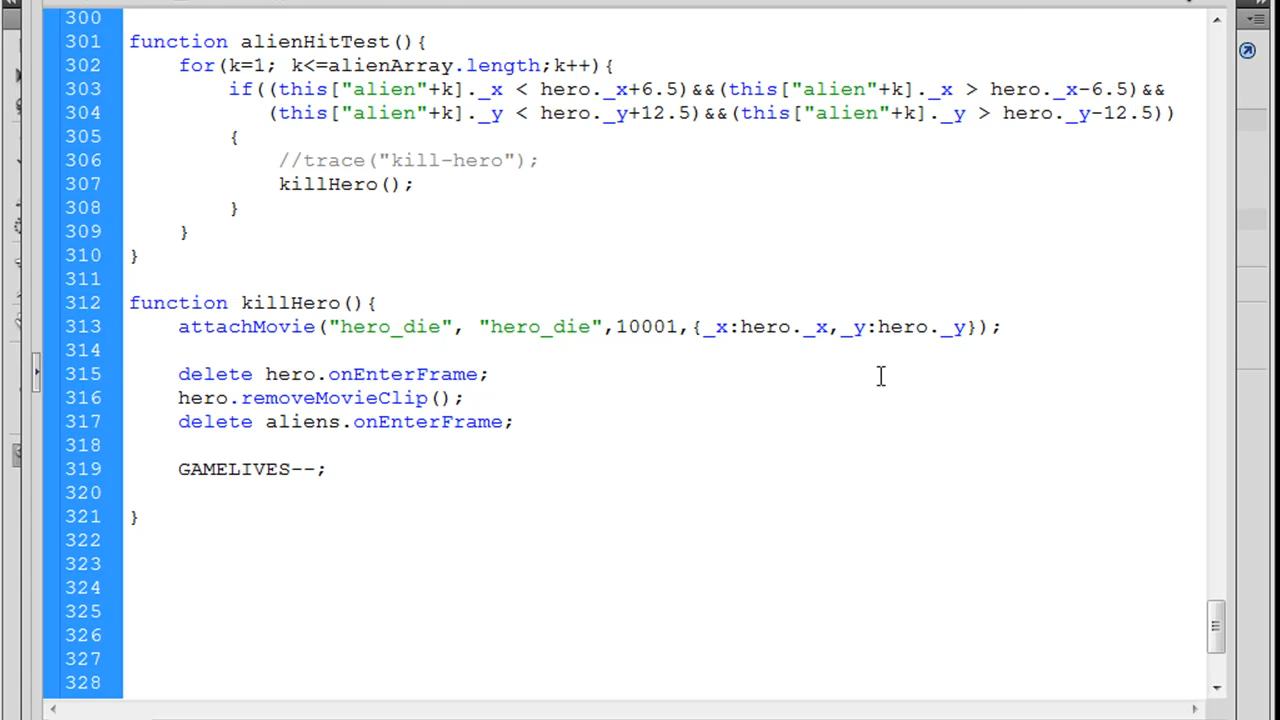 300
301 function alienHitTest(){
302 for(k=1; k<=alienArray.length;k++){
303 if((this["alien"+k]._x < hero._x+6.5)&&(this["alien"+k]._x > hero._x-6.5)&&
304 (this["alien"+k]._y < hero._y+12.5)&&(this["alien"+k]._y > hero._y-12.5))
305 {
306 //trace("kill-hero");
307 killHero();
308 }
309 }
310 }
311
312 function killHero(){
313 attachMovie("hero_die", "hero_die",10001,{_x:hero._x,_y:hero._y});
314
315 delete hero.onEnterFrame;
316 hero.removeMovieClip();
317 delete aliens.onEnterFrame;
318
319 GAMELIVES--;
320
321 }
322
323
324
325
326
327
328